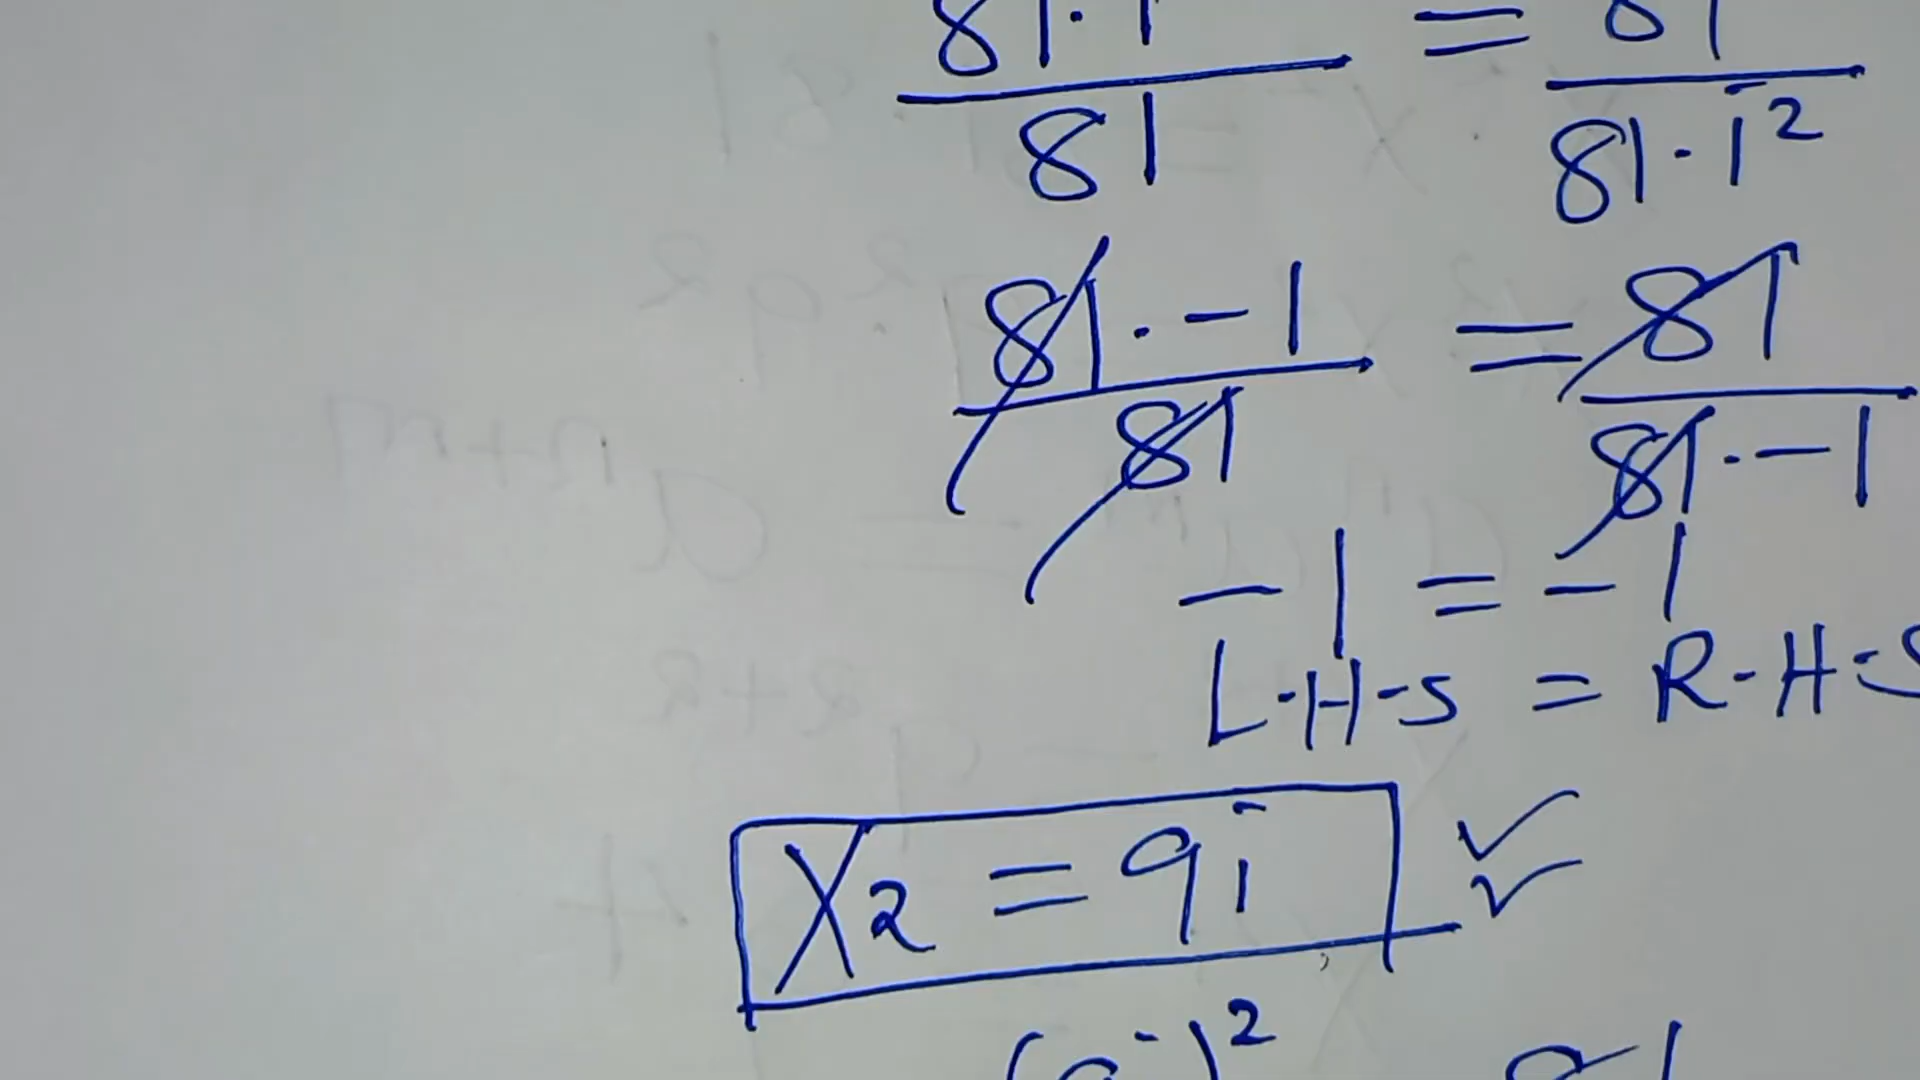 81·i = 81
81 81·i²
81·-1 = 81
81 81·-1
-1 = -1
L·H·S = R·H·S
X₂ = 9i